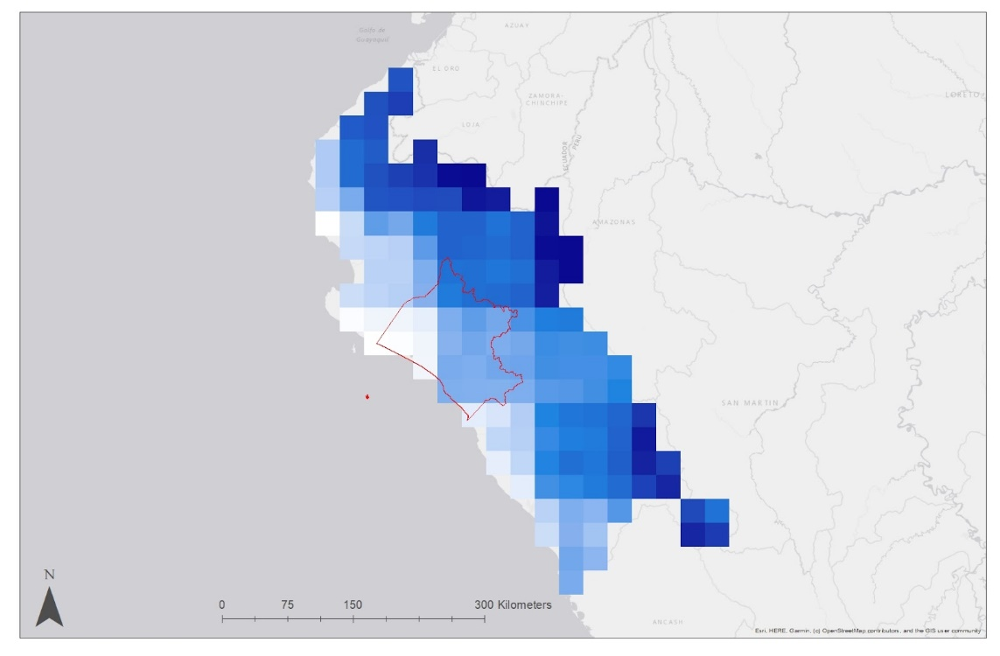 Golfo de
Guayaquil
AZUAY
EL ORO
ZAMORA-
CHINCHIPE
LORETO
LOJA
ECUADOR
PERÚ
AMAZONAS
SAN MARTIN
N
0 75 150 300 Kilometers
ANCASH
Esri, HERE, Garmin, (c) OpenStreetMap contributors, and the GIS user community